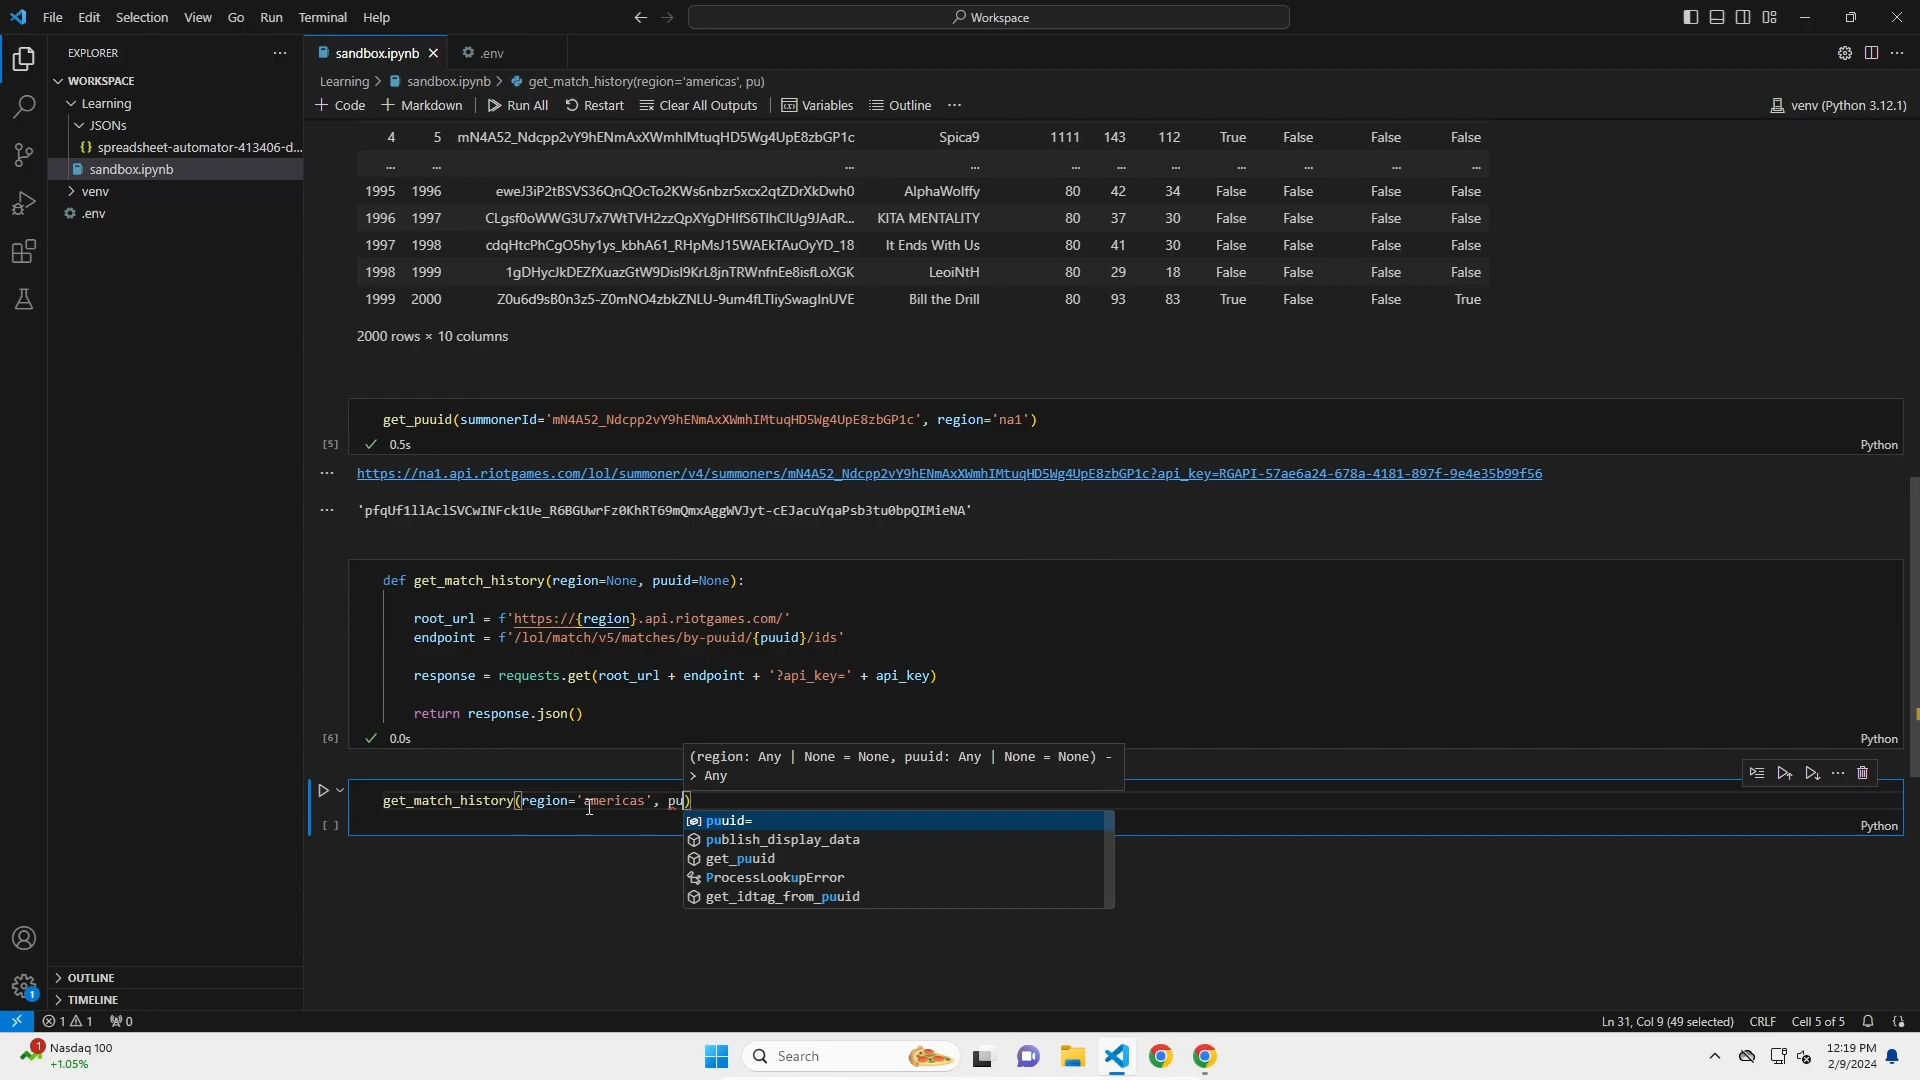 File Edit Selection View Go Run Terminal Help
Workspace
EXPLORER
WORKSPACE
Learning
JSONs
{} spreadsheet-automator-413406-d...
sandbox.ipynb
venv
.env
OUTLINE
TIMELINE
sandbox.ipynb
.env
Learning > sandbox.ipynb > get_match_history(region='americas', pu)
+ Code + Markdown Run All Restart Clear All Outputs Variables Outline ...
venv (Python 3.12.1)
4 5 mN4A52_Ndcpp2vY9hENmAxXWmhIMtuqHD5Wg4UpE8zbGP1c Spica9 1111 143 112 True False False False
... ... ... ... ... ... ... ... ... ... ...
1995 1996 eweJ3iP2tBSVS36QnQOcTo2KWs6nbzr5xcx2qtZDrXkDwh0 AlphaWolffy 80 42 34 False False False False
1996 1997 CLgsf0oWWG3U7x7WtTVH2zzQpXYgDHIfS6TIhCIUg9JAdR... KITA MENTALITY 80 37 30 False False False False
1997 1998 cdqHtcPhCgO5hy1ys_kbhA61_RHpMsJ15WAEkTAuOyYD_18 It Ends With Us 80 41 30 False False False False
1998 1999 1gDHycJkDEZfXuazGtW9DisI9KrL8jnTRWnfnEe8isfLoXGK LeoiNtH 80 29 18 False False False False
1999 2000 Z0u6d9sB0n3z5-Z0mNO4zbkZNLU-9um4fLTIiySwagInUVE Bill the Drill 80 93 83 True False False True
2000 rows × 10 columns
get_puuid(summonerId='mN4A52_Ndcpp2vY9hENmAxXWmhIMtuqHD5Wg4UpE8zbGP1c', region='na1')
[5] 0.5s Python
https://na1.api.riotgames.com/lol/summoner/v4/summoners/mN4A52_Ndcpp2vY9hENmAxXWmhIMtuqHD5Wg4UpE8zbGP1c?api_key=RGAPI-57ae6a24-678a-4181-897f-9e4e35b99f56
'pfqUf1llAclSVCwINFck1Ue_R6BGUwrFz0KhRT69mQmxAggWVJyt-cEJacuYqaPsb3tu0bpQIMieNA'
def get_match_history(region=None, puuid=None):
root_url = f'https://{region}.api.riotgames.com/'
endpoint = f'/lol/match/v5/matches/by-puuid/{puuid}/ids'
response = requests.get(root_url + endpoint + '?api_key=' + api_key)
return response.json()
[6] 0.0s Python
(region: Any | None = None, puuid: Any | None = None) -
> Any
get_match_history(region='americas', pu)
[ ] Python
puuid=
publish_display_data
get_puuid
ProcessLookupError
get_idtag_from_puuid
1
1 1 0
Ln 31, Col 9 (49 selected) CRLF Cell 5 of 5
1
Nasdaq 100
+1.05%
Search
12:19 PM
2/9/2024